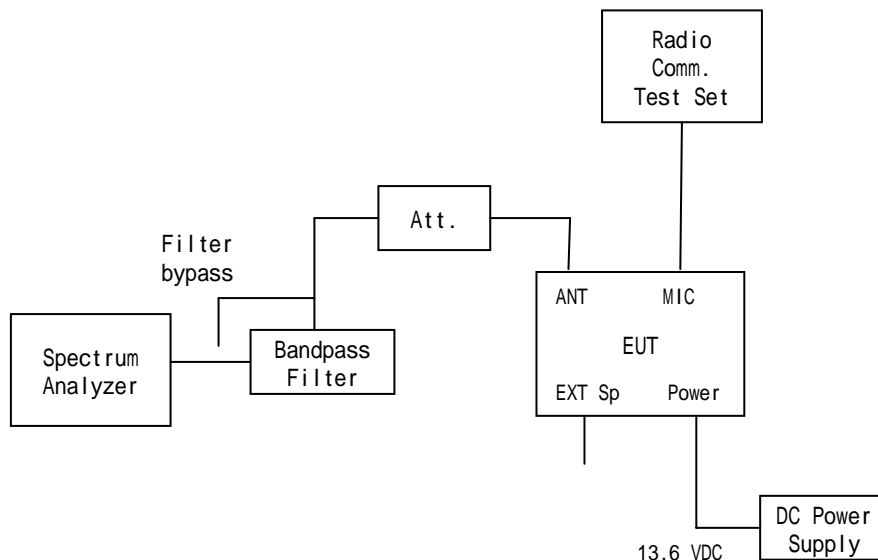 Radio
Comm.
Test Set
Att.
Filter
bypass
ANT MIC
EUT
EXT Sp Power
Spectrum
Analyzer
Bandpass
Filter
DC Power
Supply
13.6 VDC